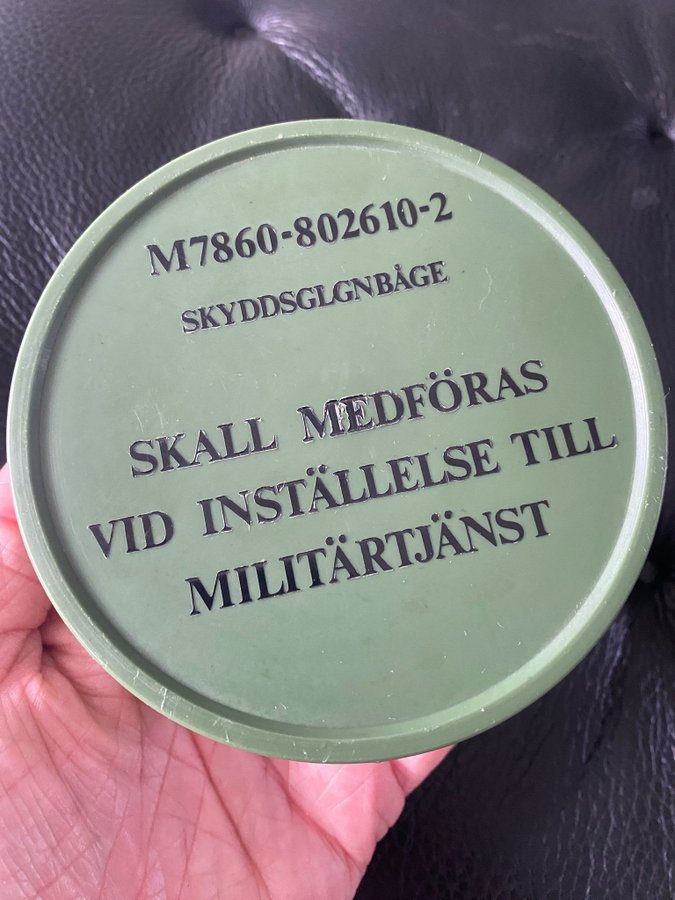 M7860-802610-2
SKYDDSGLGNBÅGE
SKALL MEDFÖRAS
VID INSTÄLLELSE TILL
MILITÄRTJÄNST